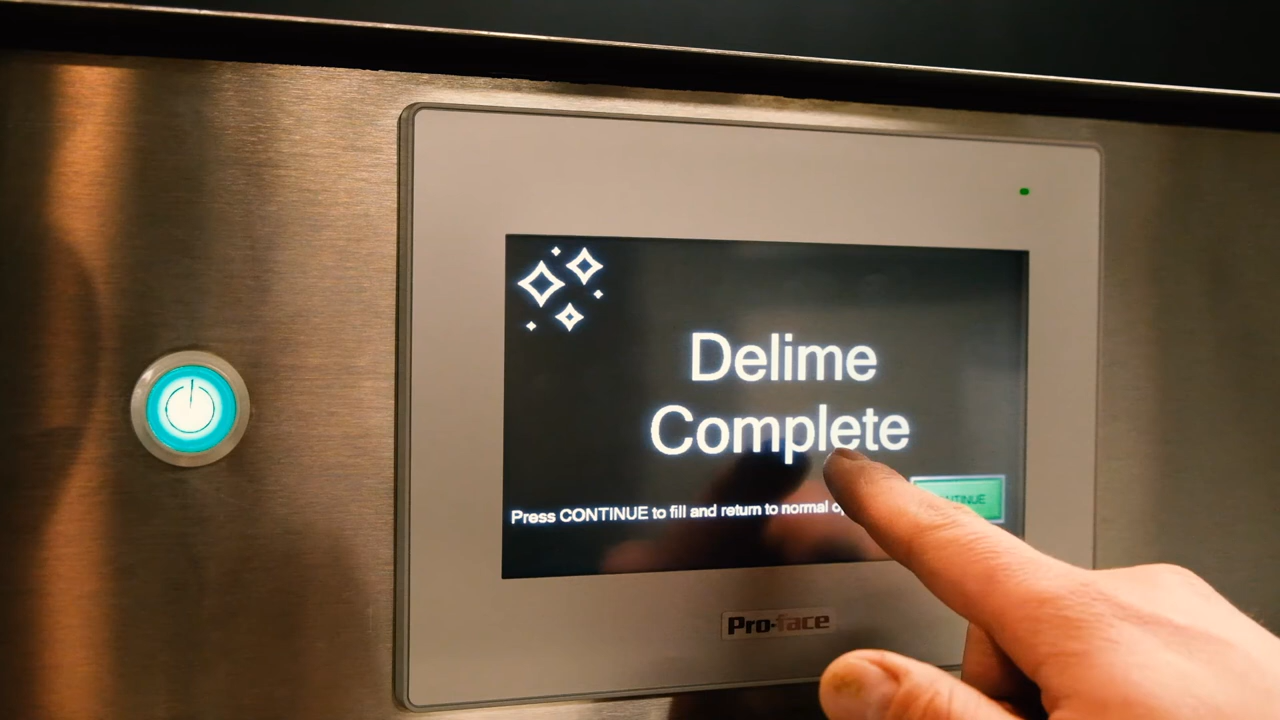 Delime
Complete
Press CONTINUE to fill and return to normal
Pro-face